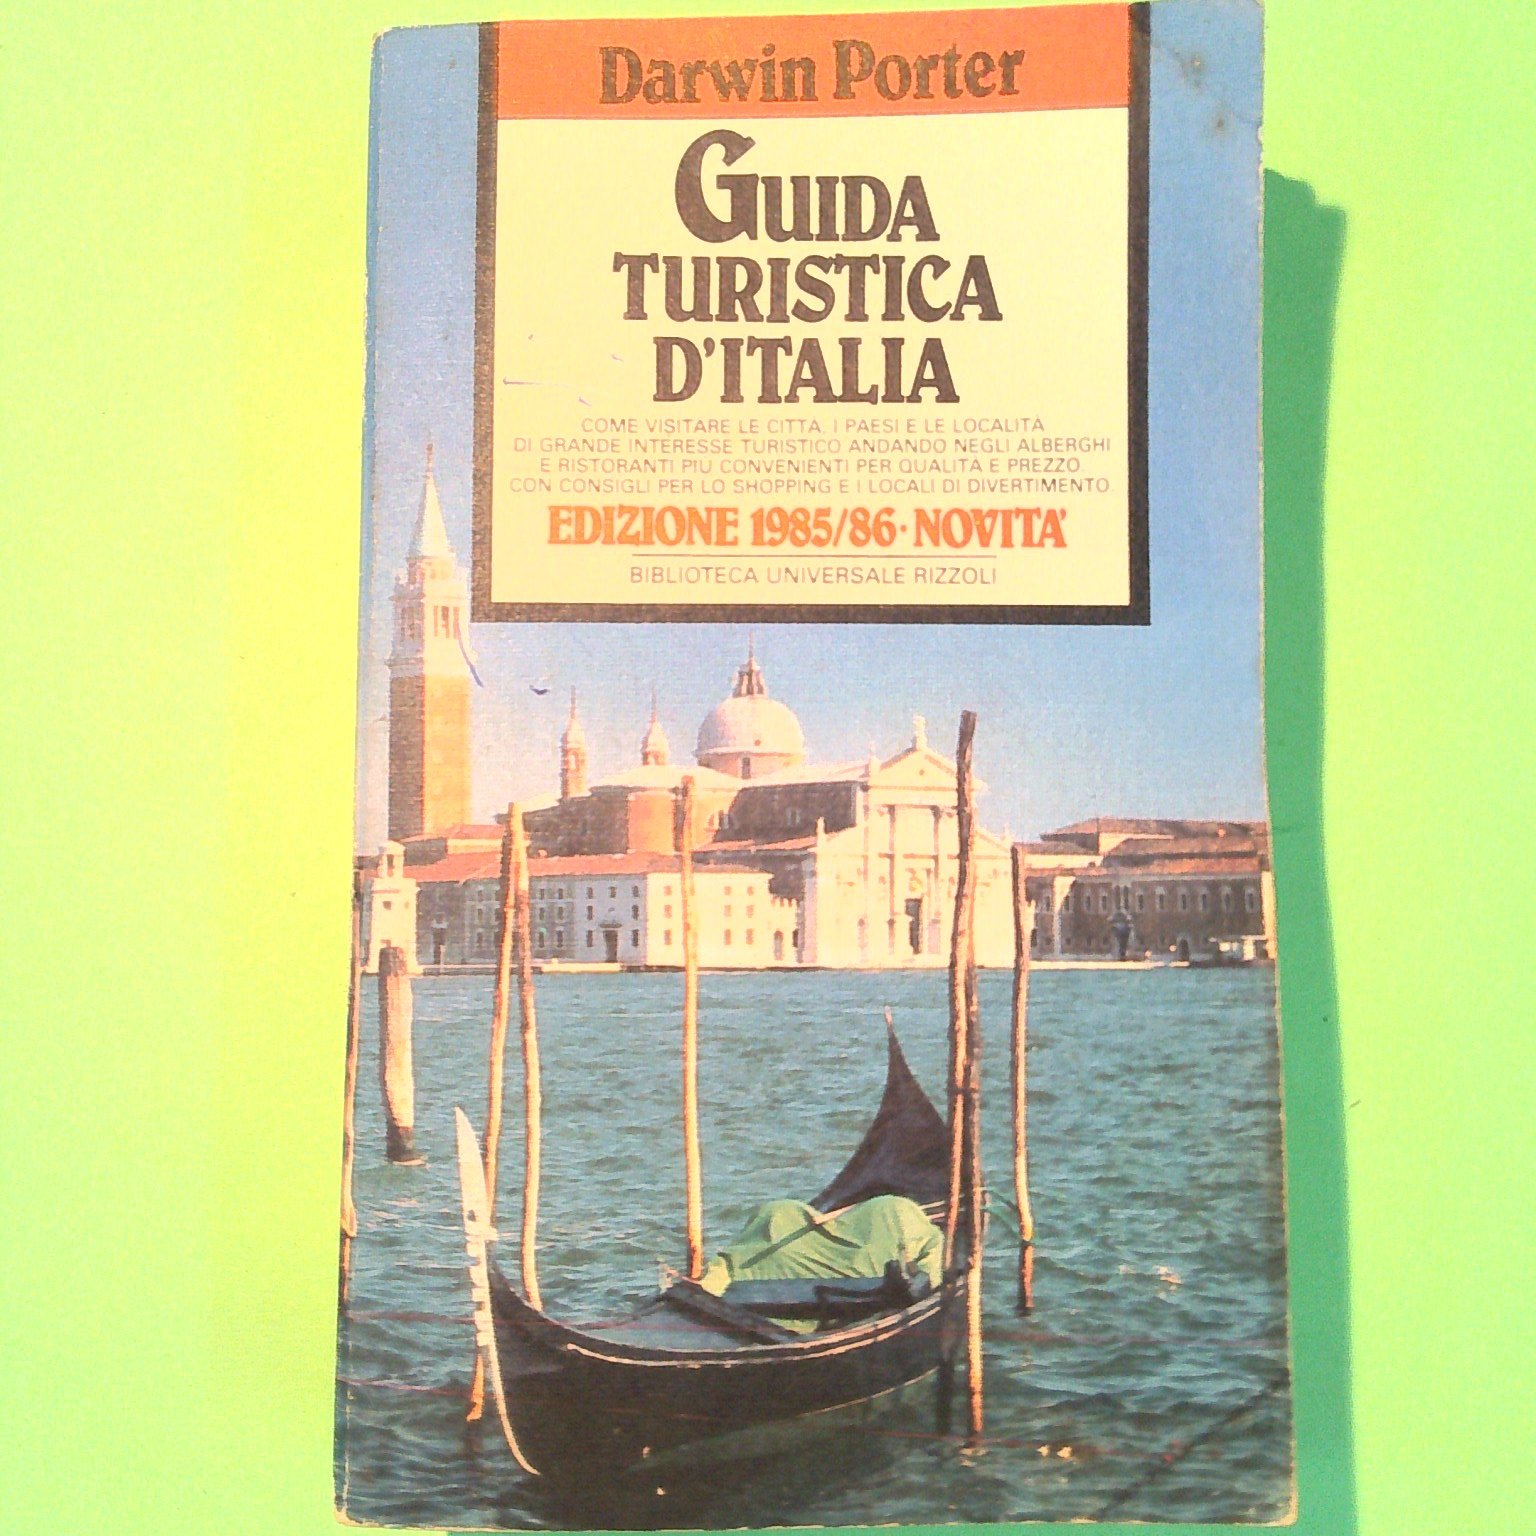 Darwin Porter
GUIDA
TURISTICA
D'ITALIA
COME VISITARE LE CITTÀ, I PAESI E LE LOCALITÀ
DI GRANDE INTERESSE TURISTICO ANDANDO NEGLI ALBERGHI
E RISTORANTI PIÙ CONVENIENTI PER QUALITÀ E PREZZO.
CON CONSIGLI PER LO SHOPPING E I LOCALI DI DIVERTIMENTO.
EDIZIONE 1985/86·NOVITA'
BIBLIOTECA UNIVERSALE RIZZOLI